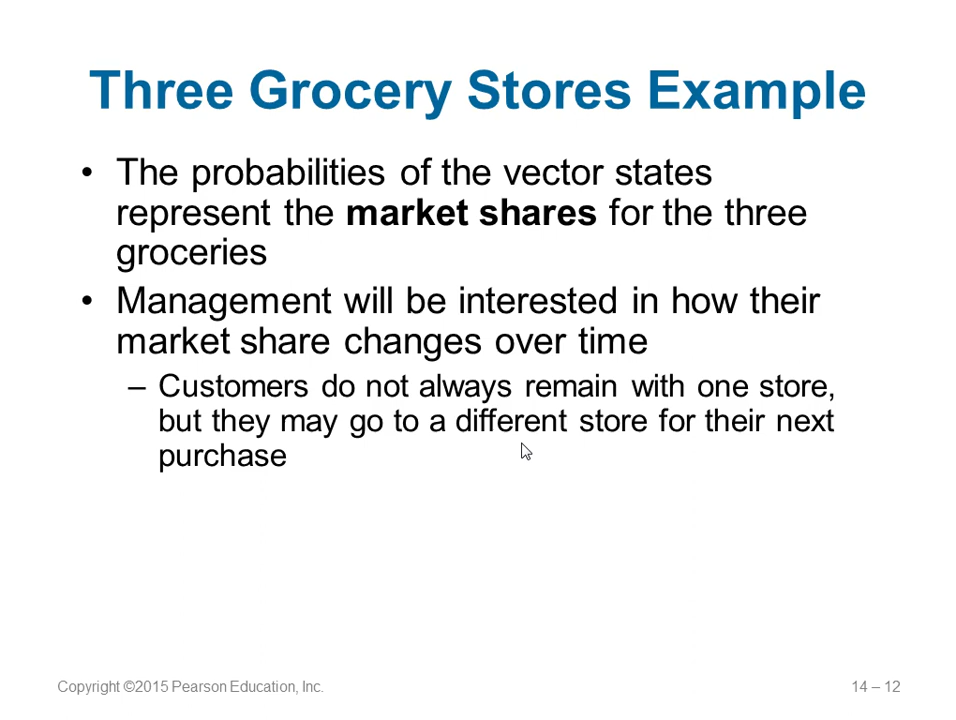 Three Grocery Stores Example
• The probabilities of the vector states
represent the market shares for the three
groceries
• Management will be interested in how their
market share changes over time
– Customers do not always remain with one store,
but they may go to a different store for their next
purchase
Copyright ©2015 Pearson Education, Inc.
14 – 12